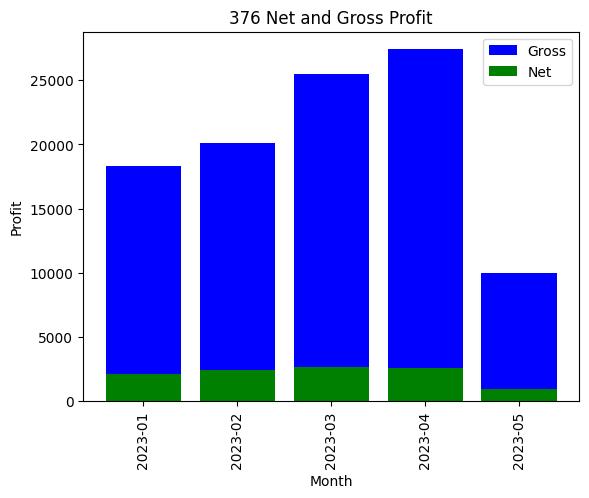 376 Net and Gross Profit
Gross
Net
Profit
25000
20000
15000
10000
5000
0
2023-01
2023-02
2023-03
2023-04
2023-05
Month